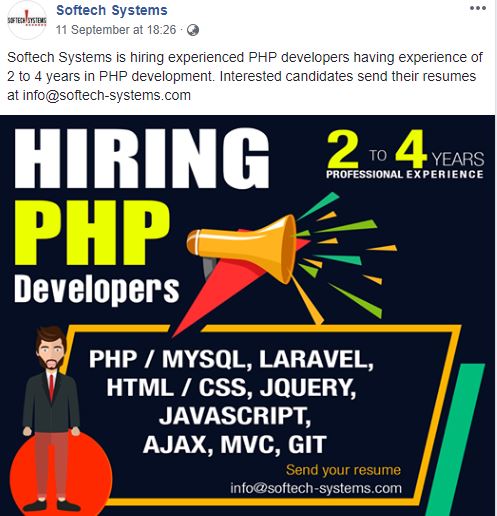 SOFTECH SYSTEMS
Softech Systems
11 September at 18:26 ·
Softech Systems is hiring experienced PHP developers having experience of
2 to 4 years in PHP development. Interested candidates send their resumes
at info@softech-systems.com
HIRING
PHP
Developers
2 TO 4 YEARS
PROFESSIONAL EXPERIENCE
PHP / MYSQL, LARAVEL,
HTML / CSS, JQUERY,
JAVASCRIPT,
AJAX, MVC, GIT
Send your resume
info@softech-systems.com